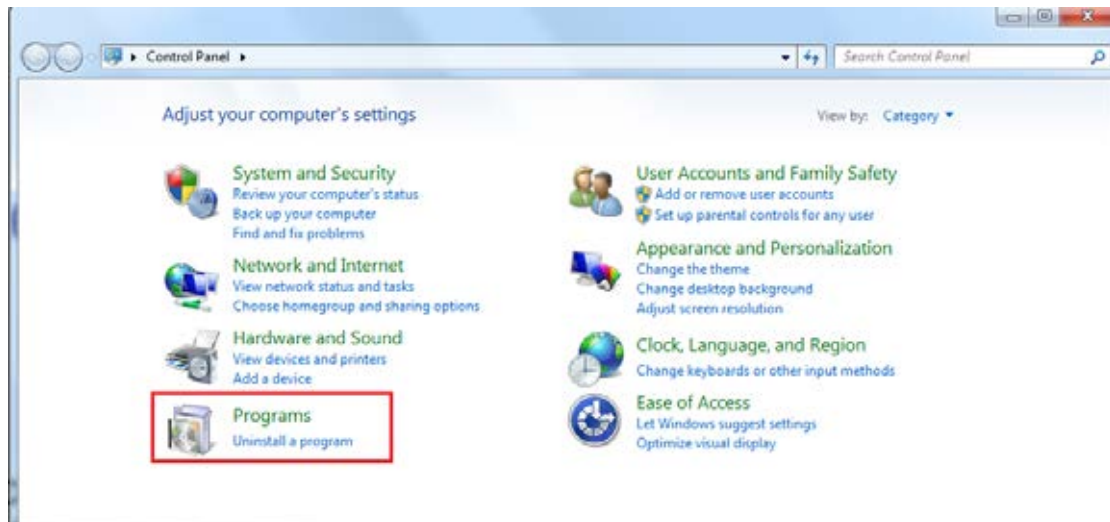 Control Panel
Search Control Panel
Adjust your computer's settings
View by: Category
System and Security
Review your computer's status
Back up your computer
Find and fix problems
Network and Internet
View network status and tasks
Choose homegroup and sharing options
Hardware and Sound
View devices and printers
Add a device
Programs
Uninstall a program
User Accounts and Family Safety
Add or remove user accounts
Set up parental controls for any user
Appearance and Personalization
Change the theme
Change desktop background
Adjust screen resolution
Clock, Language, and Region
Change keyboards or other input methods
Ease of Access
Let Windows suggest settings
Optimize visual display